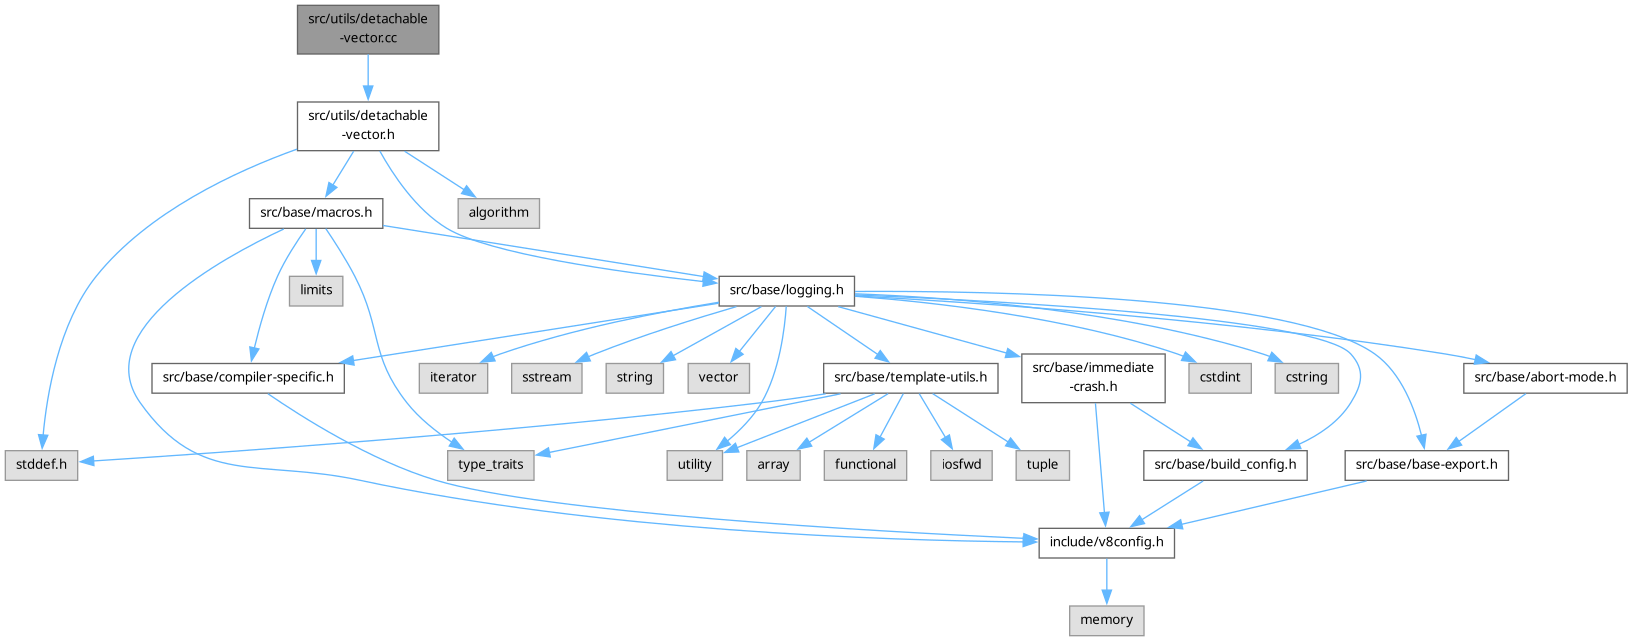 src/utils/detachable
-vector.cc
src/utils/detachable
-vector.h
src/base/macros.h
algorithm
limits
src/base/logging.h
src/base/compiler-specific.h
iterator
sstream
string
vector
src/base/template-utils.h
src/base/immediate
-crash.h
cstdint
cstring
src/base/abort-mode.h
stddef.h
type_traits
utility
array
functional
iosfwd
tuple
src/base/build_config.h
src/base/base-export.h
include/v8config.h
memory